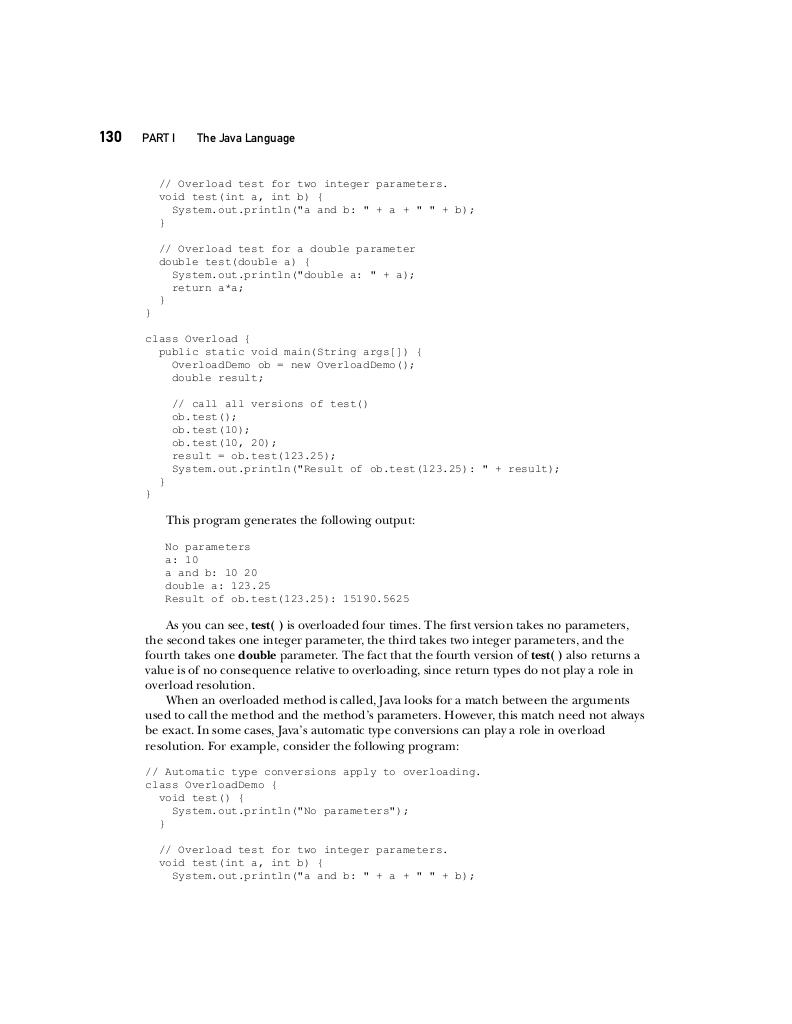 130 PART I The Java Language
// Overload test for two integer parameters.
void test(int a, int b) {
System.out.println("a and b: " + a + " " + b);
}
// Overload test for a double parameter
double test(double a) {
System.out.println("double a: " + a);
return a*a;
}
}
class Overload {
public static void main(String args[]) {
OverloadDemo ob = new OverloadDemo();
double result;
// call all versions of test()
ob.test();
ob.test(10);
ob.test(10, 20);
result = ob.test(123.25);
System.out.println("Result of ob.test(123.25): " + result);
}
}
This program generates the following output:
No parameters
a: 10
a and b: 10 20
double a: 123.25
Result of ob.test(123.25): 15190.5625
As you can see, test( ) is overloaded four times. The first version takes no parameters,
the second takes one integer parameter, the third takes two integer parameters, and the
fourth takes one double parameter. The fact that the fourth version of test( ) also returns a
value is of no consequence relative to overloading, since return types do not play a role in
overload resolution.
When an overloaded method is called, Java looks for a match between the arguments
used to call the method and the method's parameters. However, this match need not always
be exact. In some cases, Java's automatic type conversions can play a role in overload
resolution. For example, consider the following program:
// Automatic type conversions apply to overloading.
class OverloadDemo {
void test() {
System.out.println("No parameters");
}
// Overload test for two integer parameters.
void test(int a, int b) {
System.out.println("a and b: " + a + " " + b);